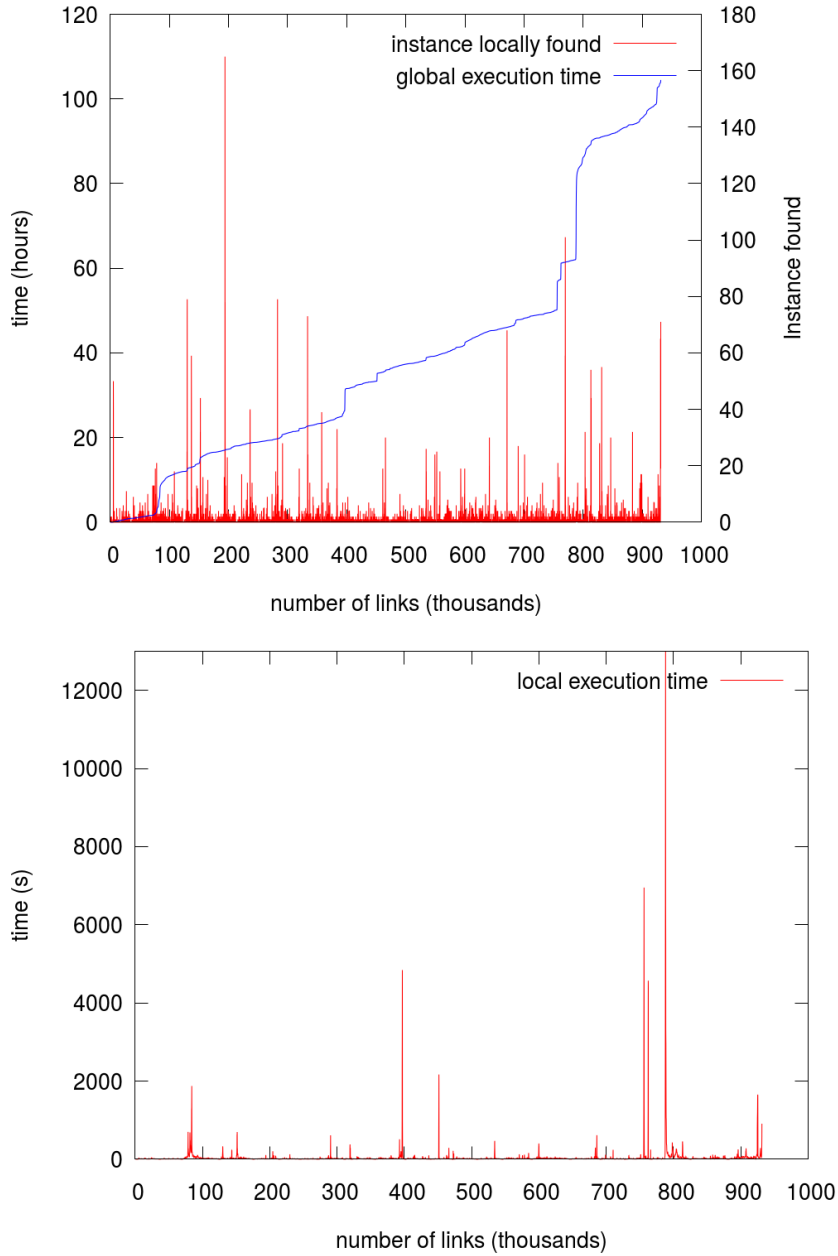 120
100
80
60
40
20
0
time (hours)
instance locally found
global execution time
180
160
140
120
100
80
60
40
20
0
Instance found
0 100 200 300 400 500 600 700 800 900 1000
number of links (thousands)
12000
10000
8000
6000
4000
2000
0
time (s)
local execution time
0 100 200 300 400 500 600 700 800 900 1000
number of links (thousands)